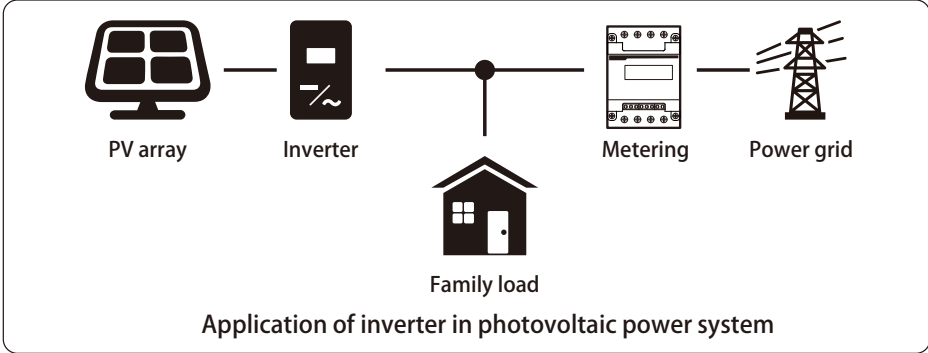 PV array
Inverter
Metering
Power grid
Family load
Application of inverter in photovoltaic power system